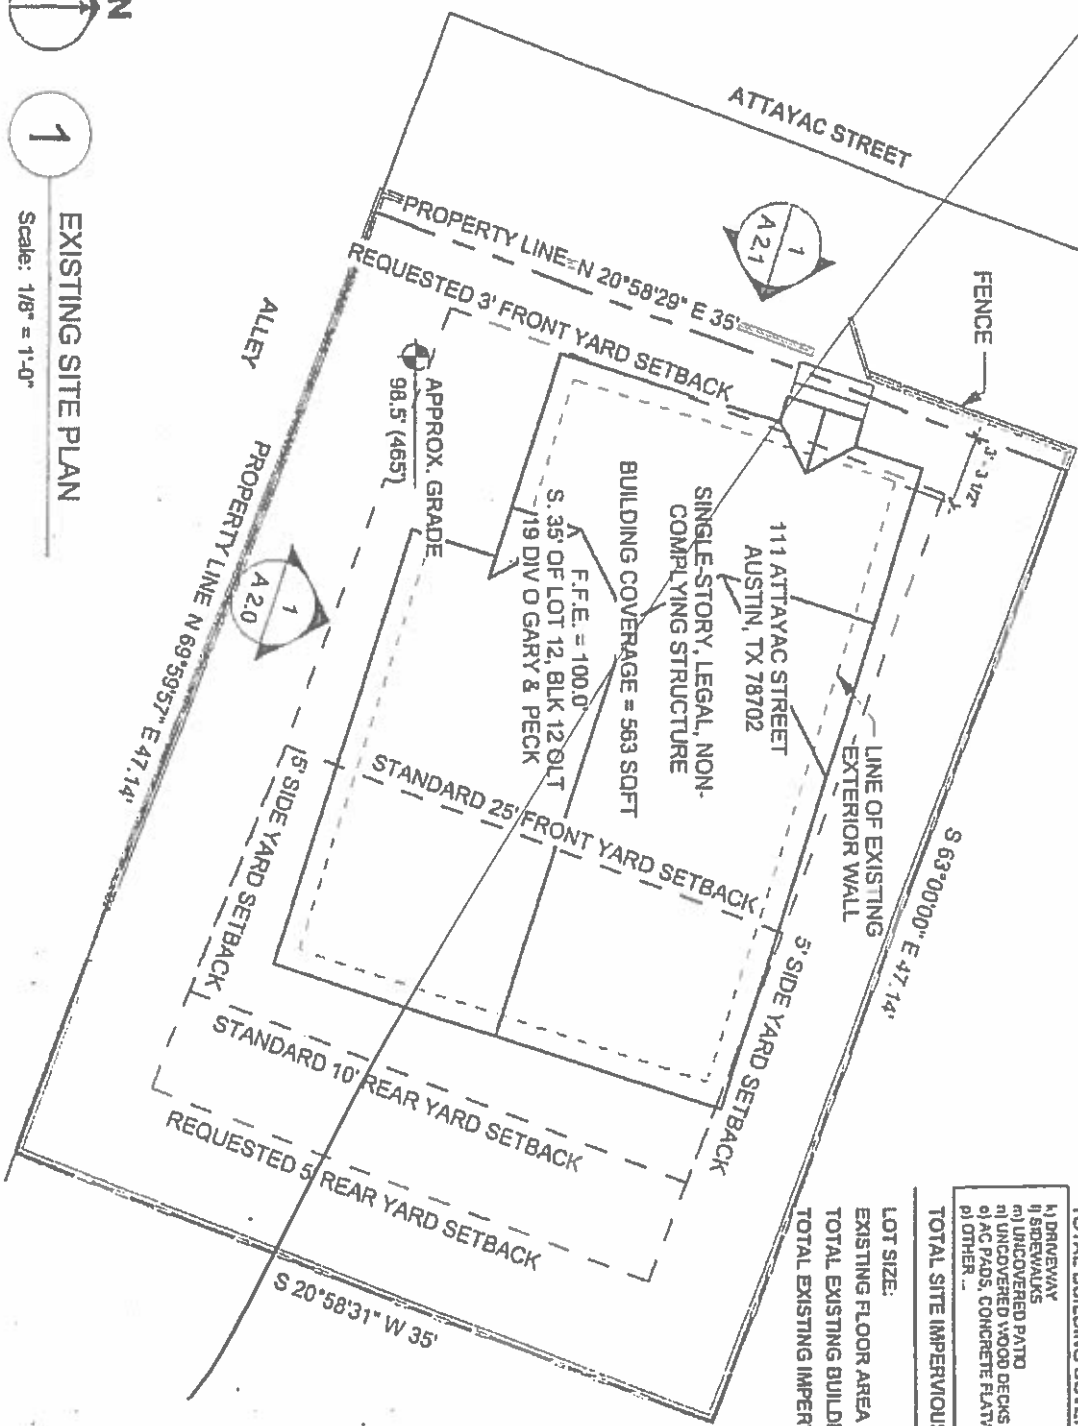 N
1
EXISTING SITE PLAN
Scale: 1/8" = 1'-0"
ATTAYAC STREET
FENCE
1
A 2.1
PROPERTY LINE N 20°58'29" E 35'
REQUESTED 3' FRONT YARD SETBACK
3'- 3 1/2"
ALLEY
APPROX. GRADE
98.5' (465')
111 ATTAYAC STREET
AUSTIN, TX 78702
SINGLE-STORY, LEGAL, NON-
COMPLYING STRUCTURE
BUILDING COVERAGE = 563 SQFT
F.F.E. = 100.0'
S. 35' OF LOT 12, BLK 12 OLT
19 DIV O GARY & PECK
LINE OF EXISTING
EXTERIOR WALL
S 63°00'00" E 47.14'
PROPERTY LINE N 69°59'57" E 47.14'
1
A 2.0
STANDARD 25' FRONT YARD SETBACK
5' SIDE YARD SETBACK
5' SIDE YARD SETBACK
STANDARD 10' REAR YARD SETBACK
REQUESTED 5' REAR YARD SETBACK
S 20°58'31" W 35'
k) DRIVEWAY
l) SIDEWALKS
m) UNCOVERED PATIO
n) UNCOVERED WOOD DECKS
o) AC PADS, CONCRETE FLATW
p) OTHER...
TOTAL SITE IMPERVIOU
LOT SIZE:
EXISTING FLOOR AREA
TOTAL EXISTING BUILDI
TOTAL EXISTING IMPER